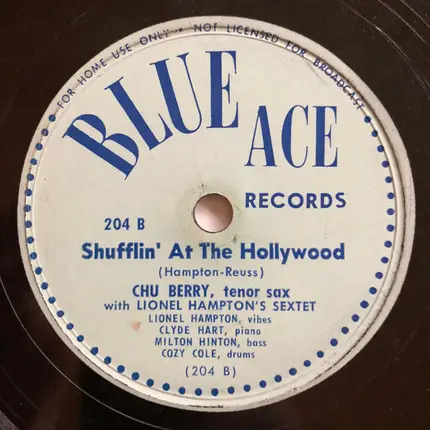 FOR HOME USE ONLY • NOT LICENSED FOR BROADCAST
BLUE ACE
RECORDS
204 B
Shufflin' At The Hollywood
(Hampton-Reuss)
CHU BERRY, tenor sax
with LIONEL HAMPTON'S SEXTET
LIONEL HAMPTON, vibes
CLYDE HART, piano
MILTON HINTON, bass
COZY COLE, drums
(204 B)